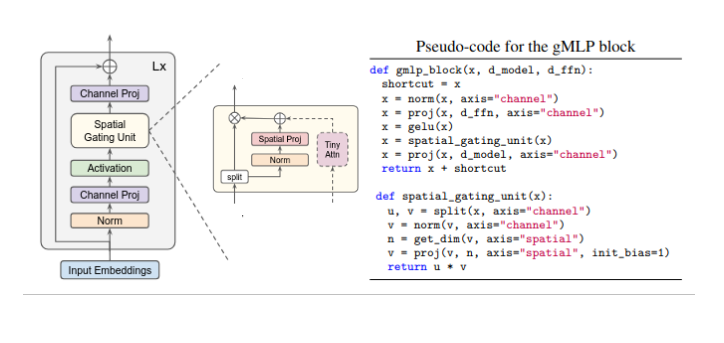 Lx
Channel Proj
Spatial
Gating Unit
Activation
Channel Proj
Norm
Input Embeddings
Spatial Proj
Norm
Tiny
Attn
split
Pseudo-code for the gMLP block
def gmlp_block(x, d_model, d_ffn):
  shortcut = x
  x = norm(x, axis="channel")
  x = proj(x, d_ffn, axis="channel")
  x = gelu(x)
  x = spatial_gating_unit(x)
  x = proj(x, d_model, axis="channel")
  return x + shortcut
def spatial_gating_unit(x):
  u, v = split(x, axis="channel")
  v = norm(v, axis="channel")
  n = get_dim(v, axis="spatial")
  v = proj(v, n, axis="spatial", init_bias=1)
  return u * v